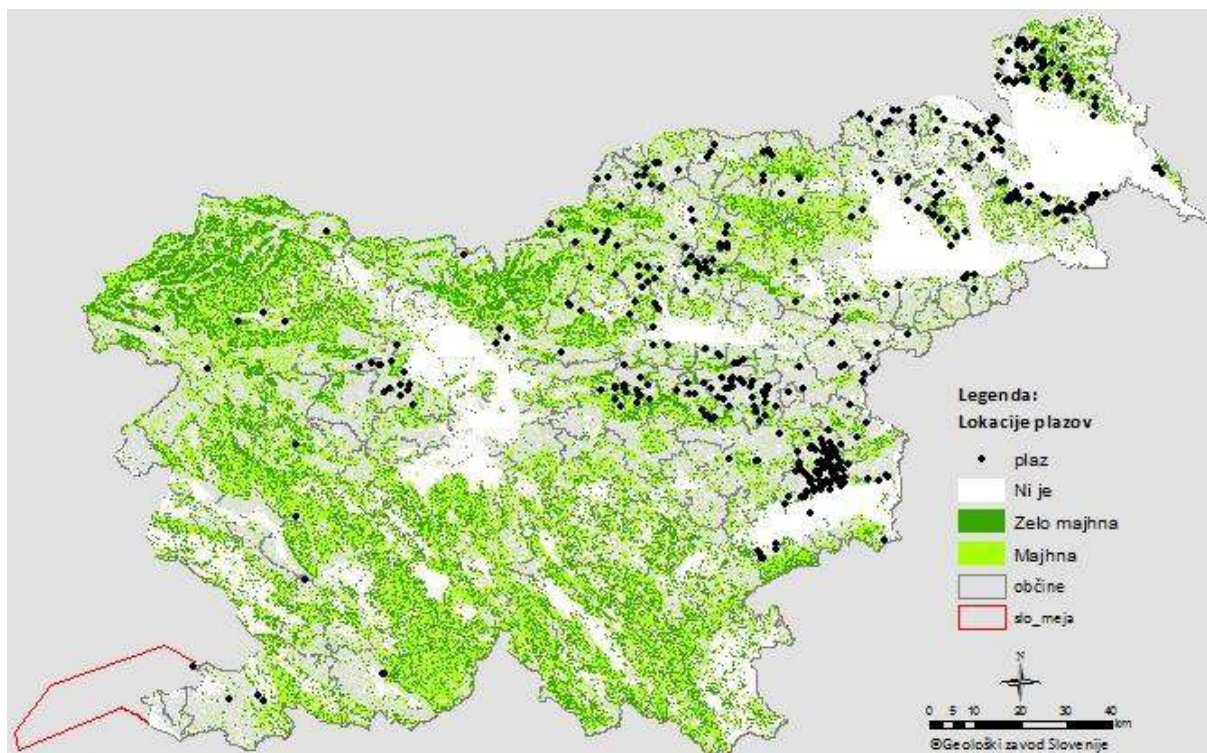 Legenda:
Lokacije plazov
plaz
Ni je
Zelo majhna
Majhna
občine
slo_meja
N
0 5 10 20 30 40
km
©Geološki zavod Slovenije